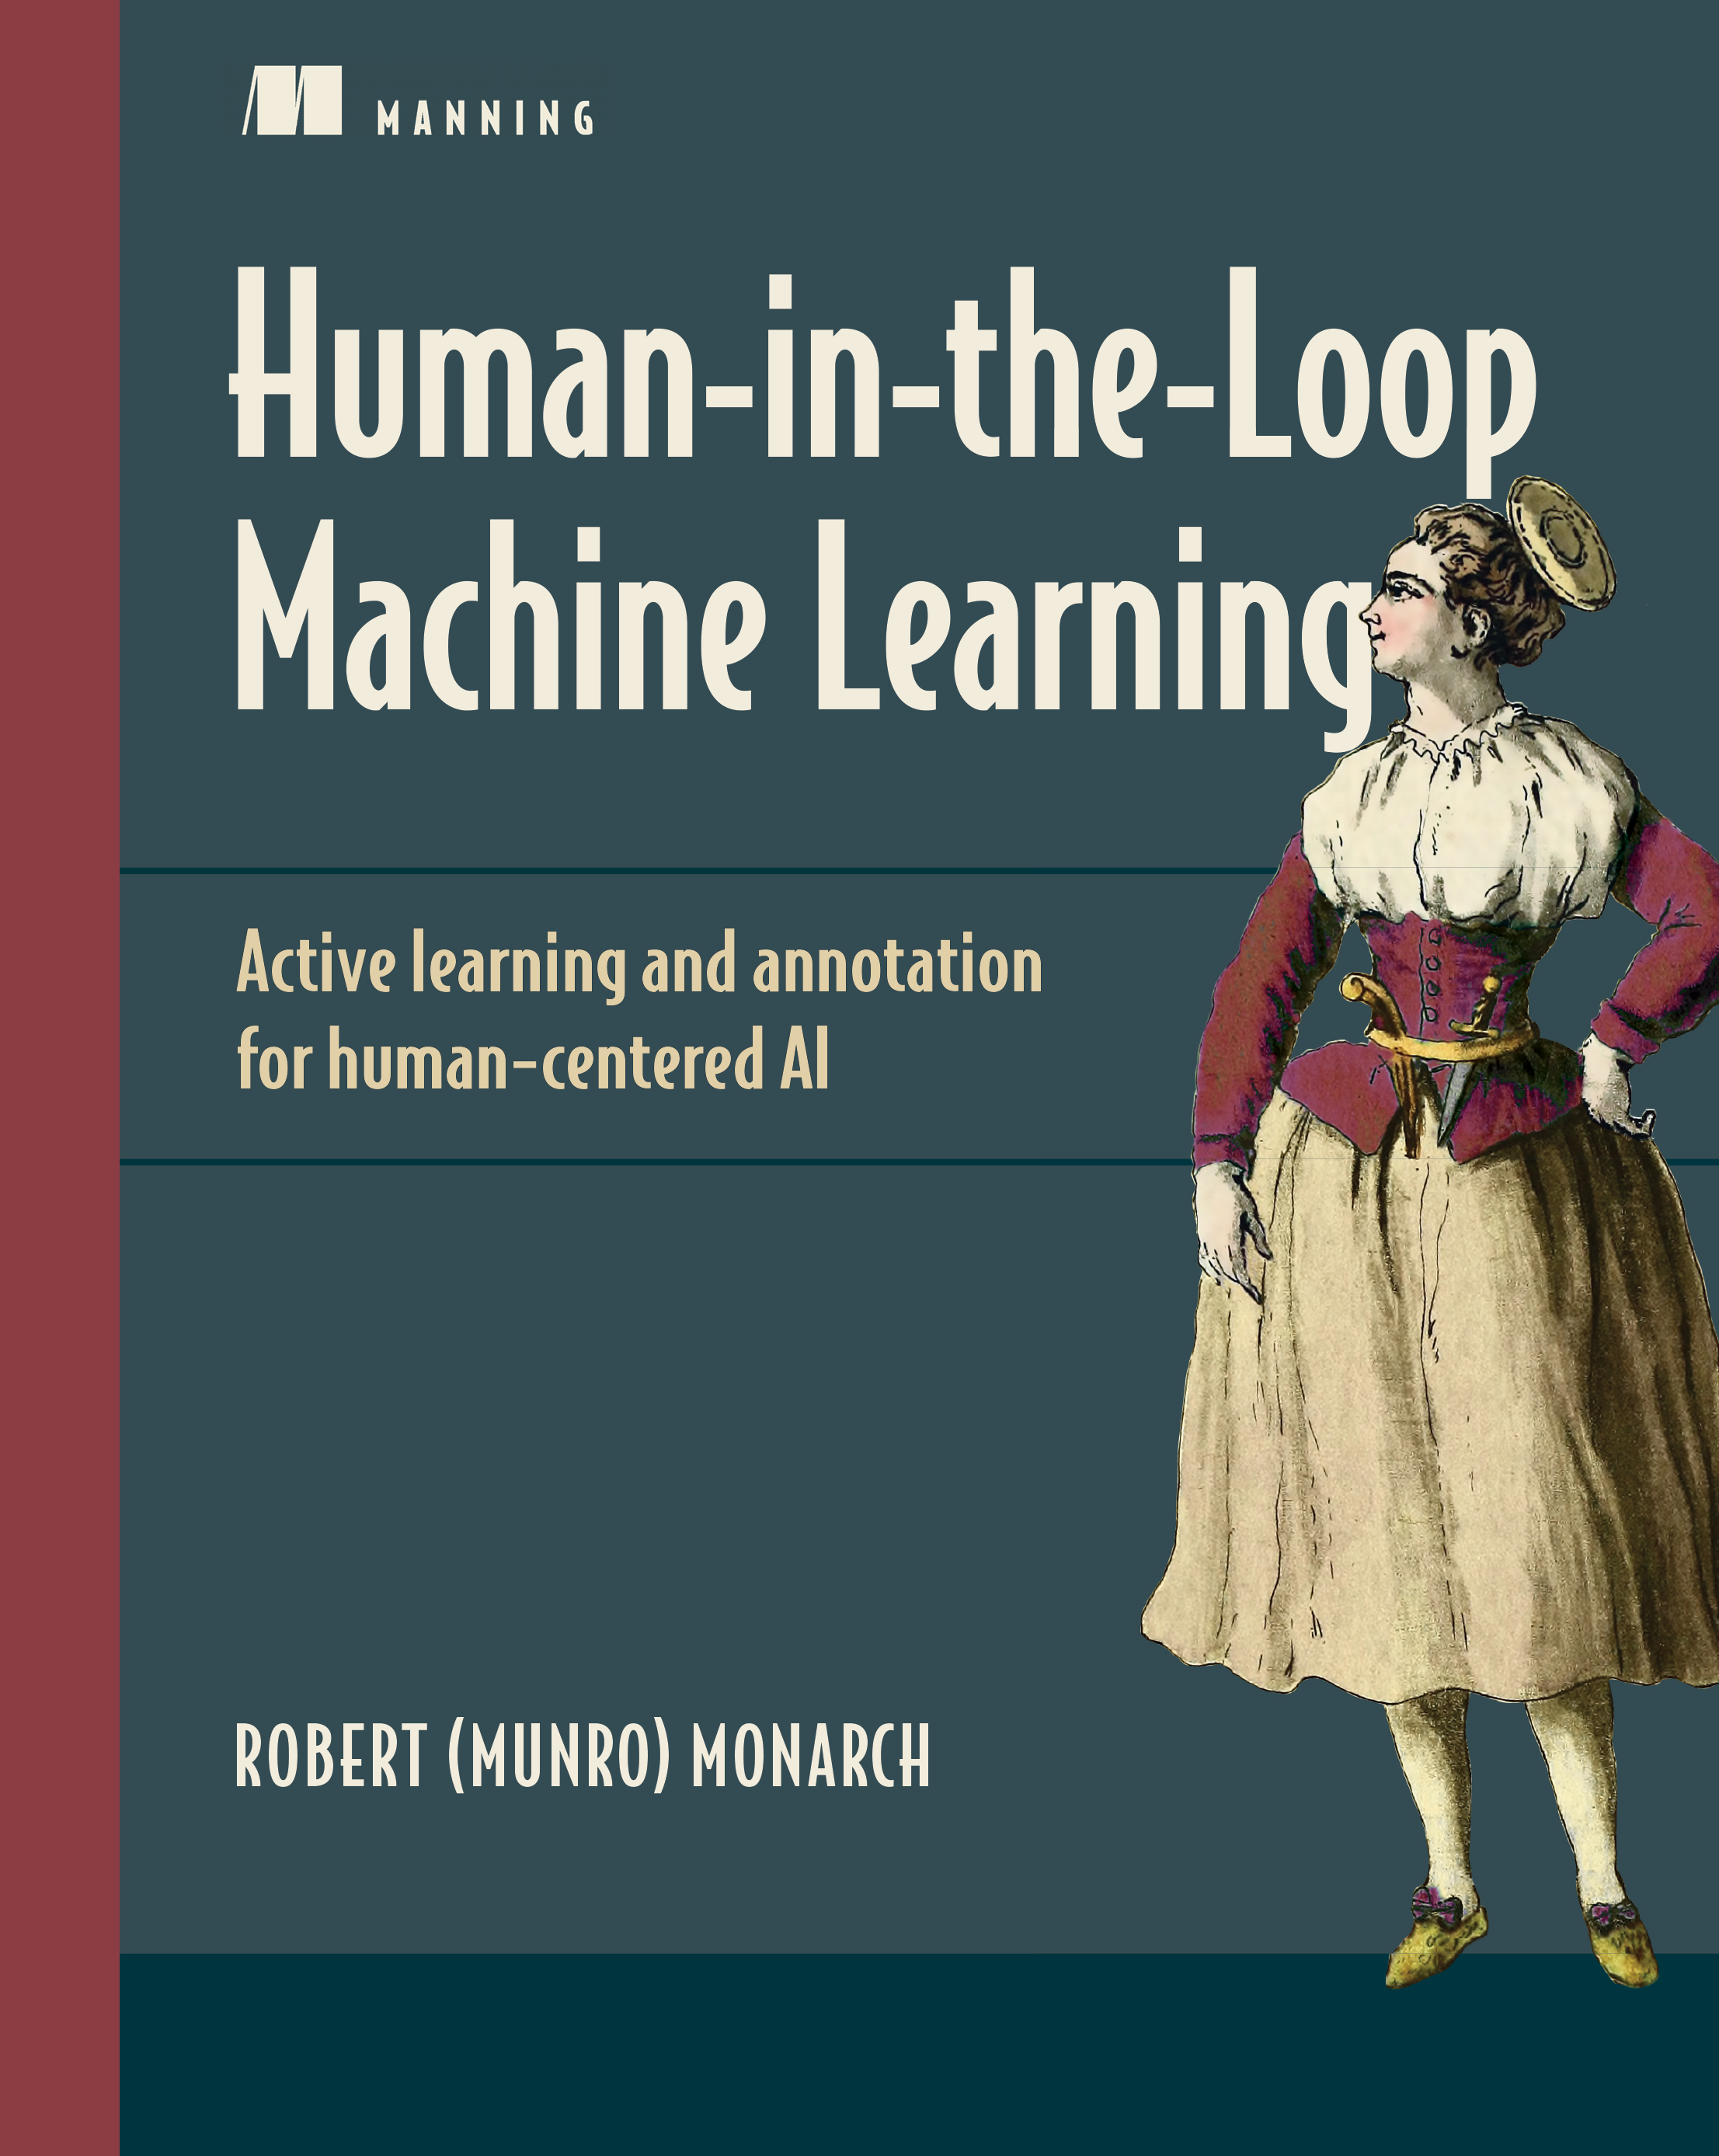 MANNING
Human-in-the-Loop
Machine Learning
Active learning and annotation
for human-centered AI
ROBERT (MUNRO) MONARCH